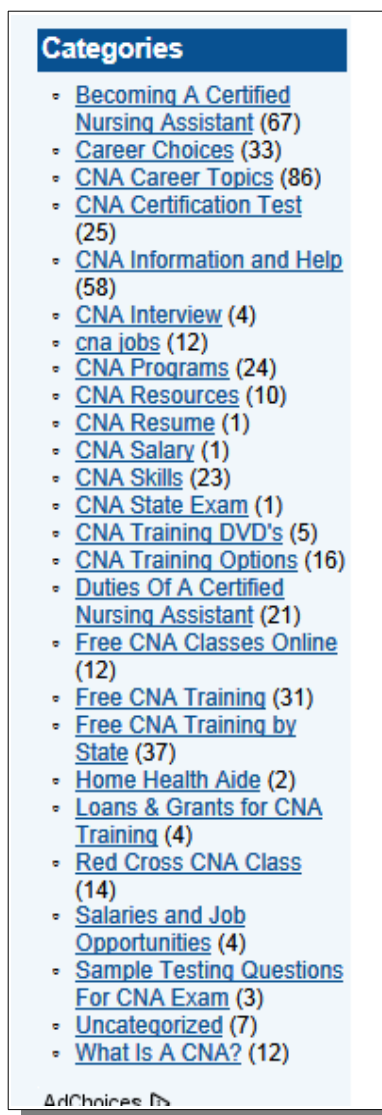 Categories
Becoming A Certified
Nursing Assistant (67)
Career Choices (33)
CNA Career Topics (86)
CNA Certification Test
(25)
CNA Information and Help
(58)
CNA Interview (4)
cna jobs (12)
CNA Programs (24)
CNA Resources (10)
CNA Resume (1)
CNA Salary (1)
CNA Skills (23)
CNA State Exam (1)
CNA Training DVD's (5)
CNA Training Options (16)
Duties Of A Certified
Nursing Assistant (21)
Free CNA Classes Online
(12)
Free CNA Training (31)
Free CNA Training by
State (37)
Home Health Aide (2)
Loans & Grants for CNA
Training (4)
Red Cross CNA Class
(14)
Salaries and Job
Opportunities (4)
Sample Testing Questions
For CNA Exam (3)
Uncategorized (7)
What Is A CNA? (12)
AdChoices